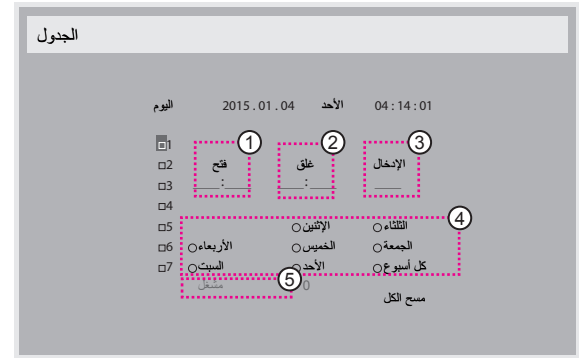 الجدول
اليوم 2015 . 01 . 04 الأحد 04 : 14 : 01
1 1 2 3
2 فتح غلق الإدخال
3 __:__ __:__ __
4 4
5 الإثنين الثلثاء
6 الأربعاء الخميس الجمعة
7 السبت الأحد كل أسبوع
5
مشغل 0
مسح الكل